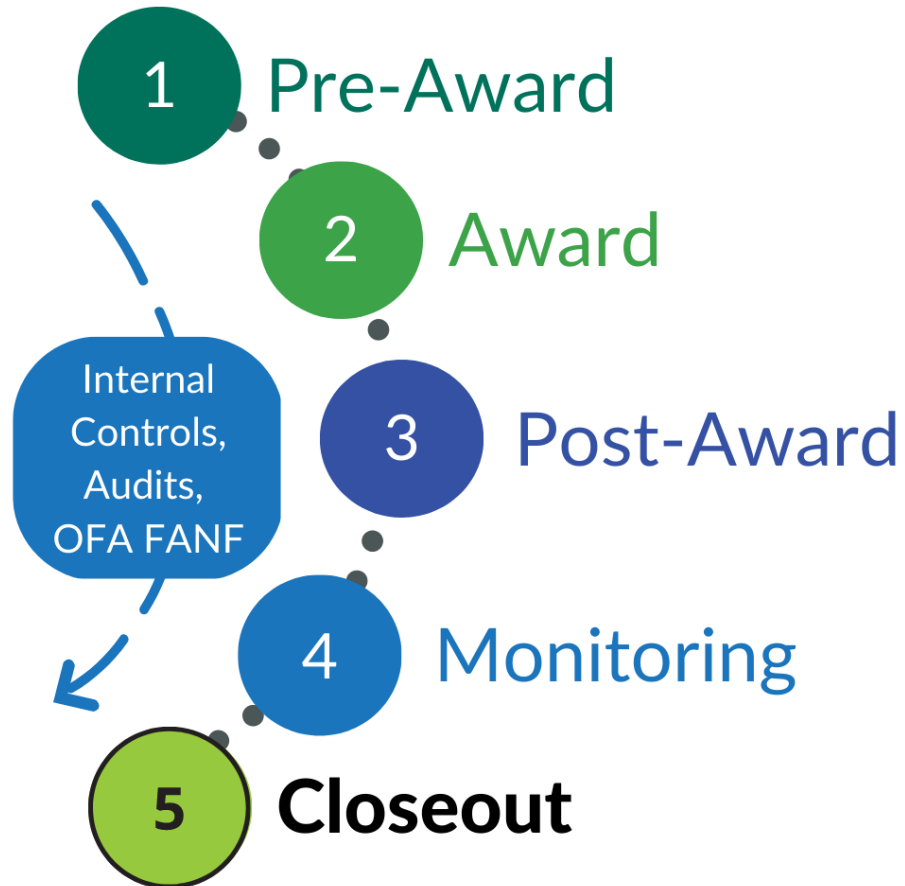 1 Pre-Award
2 Award
Internal
Controls,
Audits,
OFA FANF
3 Post-Award
4 Monitoring
5 Closeout